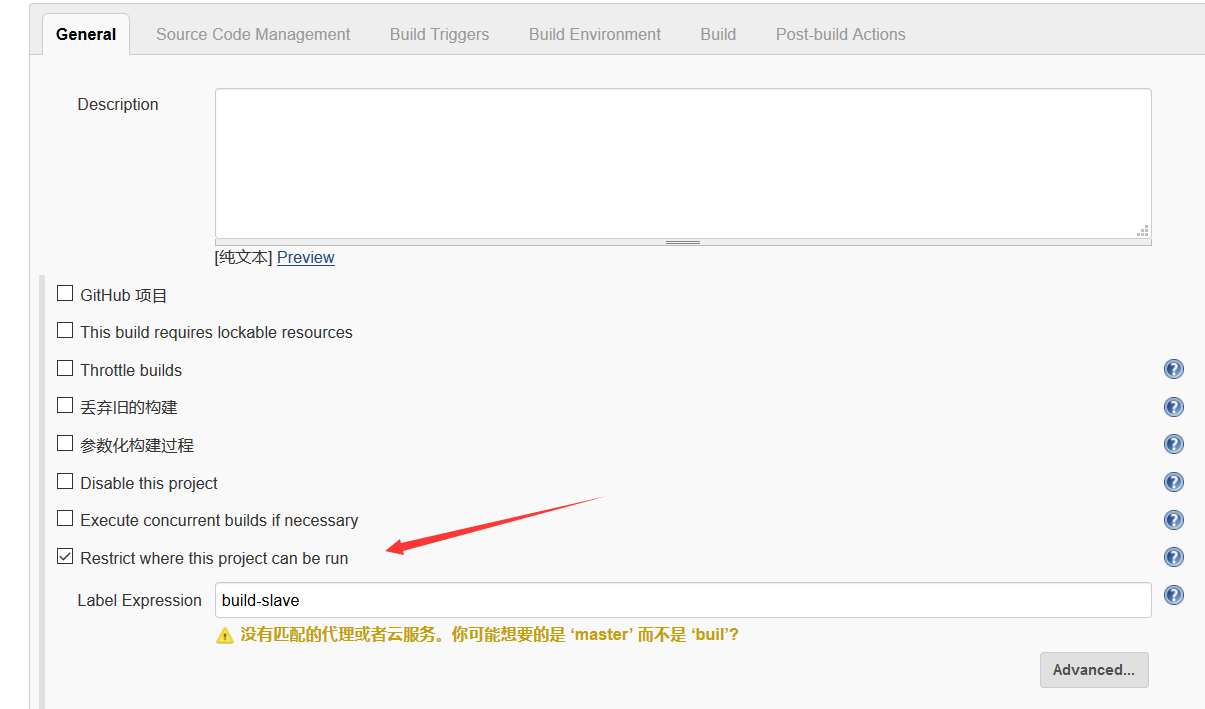 General Source Code Management Build Triggers Build Environment Build Post-build Actions
Description
[纯文本] Preview
GitHub 项目
This build requires lockable resources
Throttle builds
丢弃旧的构建
参数化构建过程
Disable this project
Execute concurrent builds if necessary
Restrict where this project can be run
Label Expression build-slave
没有匹配的代理或者云服务。你可能想要的是 ‘master’ 而不是 ‘buil’?
Advanced...